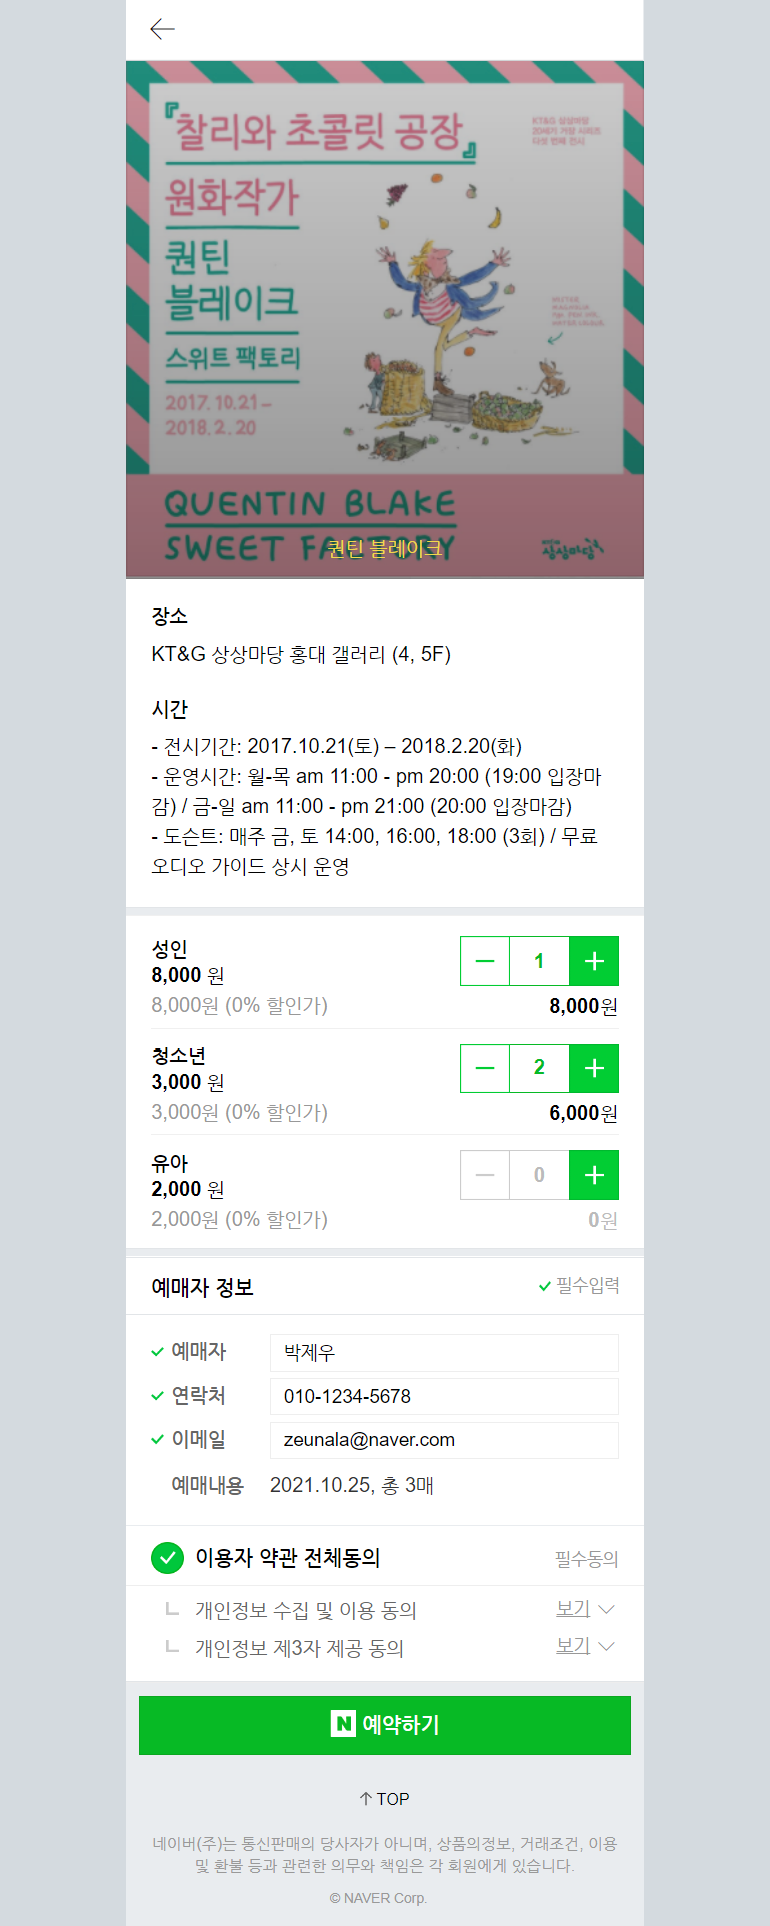 『찰리와 초콜릿 공장』
KT&G 상상마당
20세기 거장 시리즈
다섯 번째 전시
원화작가
퀀틴
블레이크
스위트 팩토리
2017.10.21–
2018.2.20
QUENTIN BLAKE
SWEET FACTORY
퀀틴 블레이크
상상마당
장소
KT&G 상상마당 홍대 갤러리 (4, 5F)
시간
- 전시기간: 2017.10.21(토) – 2018.2.20(화)
- 운영시간: 월-목 am 11:00 - pm 20:00 (19:00 입장마
감) / 금-일 am 11:00 - pm 21:00 (20:00 입장마감)
- 도슨트: 매주 금, 토 14:00, 16:00, 18:00 (3회) / 무료
오디오 가이드 상시 운영
성인
8,000 원
1
8,000원 (0% 할인가)
8,000원
청소년
3,000 원
2
3,000원 (0% 할인가)
6,000원
유아
2,000 원
0
2,000원 (0% 할인가)
0원
예매자 정보
필수입력
예매자
박제우
연락처
010-1234-5678
이메일
zeunala@naver.com
예매내용
2021.10.25, 총 3매
이용자 약관 전체동의
필수동의
개인정보 수집 및 이용 동의
보기
개인정보 제3자 제공 동의
보기
N 예약하기
TOP
네이버(주)는 통신판매의 당사자가 아니며, 상품의정보, 거래조건, 이용
및 환불 등과 관련한 의무와 책임은 각 회원에게 있습니다.
© NAVER Corp.